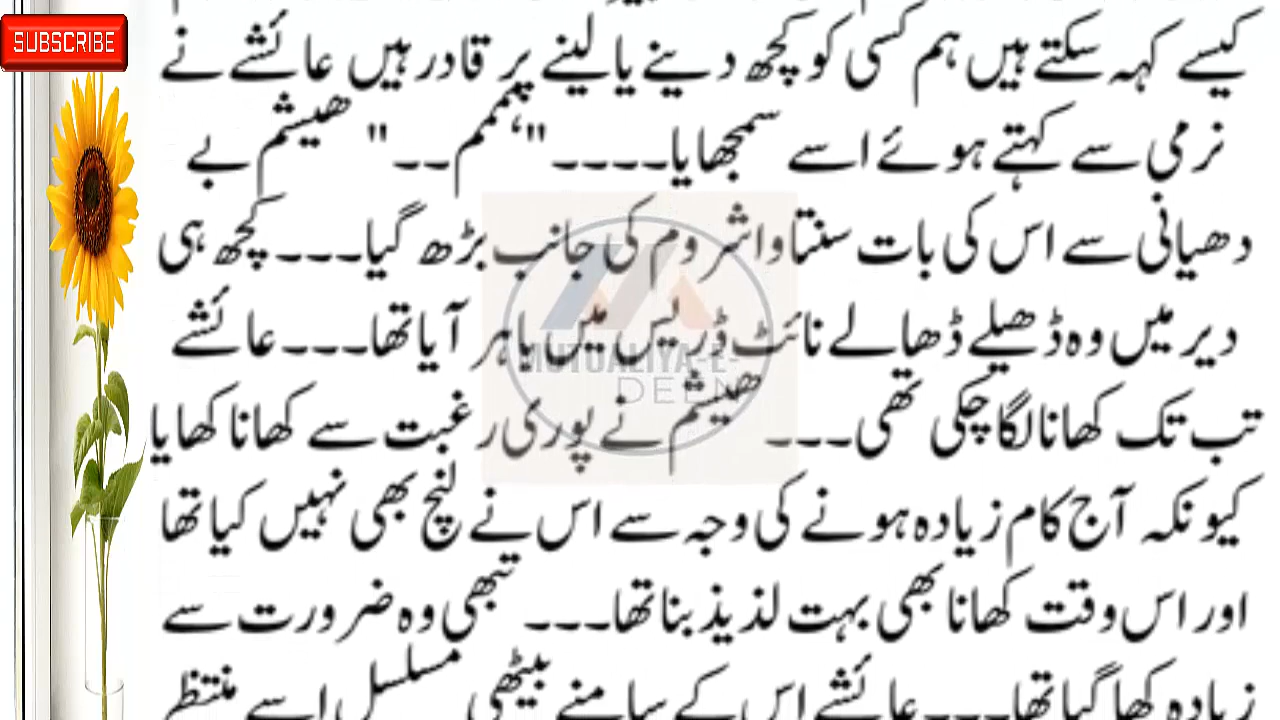 SUBSCRIBE
کیسے کہہ سکتے ہیں ہم کسی کو کچھ دینے یا لینے پر قادر ہیں عائشے نے
نرمی سے کہتے ہوئے اسے سمجھایا۔۔۔۔"ہمممم۔۔" ھیشم بے
دھیانی سے اس کی بات سنتا واشروم کی جانب بڑھ گیا۔۔۔ کچھ ہی
دیر میں وہ ڈھیلے ڈھالے نائٹ ڈریس میں باہر آیا تھا۔۔۔ عائشے
تب تک کھانا لگا چکی تھی۔۔۔ ھیشم نے پوری رغبت سے کھانا کھایا
کیونکہ آج کام زیادہ ہونے کی وجہ سے اس نے لنچ بھی نہیں کیا تھا
اور اس وقت کھانا بھی بہت لذیذ بنا تھا۔۔۔ تبھی وہ ضرورت سے
زیادہ کھا گیا تھا۔۔۔ عائشے اس کے سامنے بیٹھی مسلسل اسے منتظر
MUTUALIYA-E-
DEEN